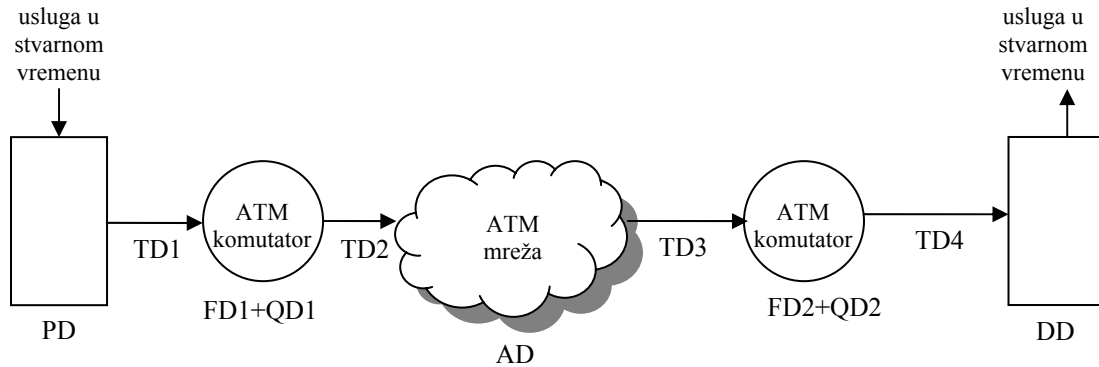 usluga u
stvarnom
vremenu
usluga u
stvarnom
vremenu
ATM
komutator
ATM
mreža
ATM
komutator
TD1
TD2
TD3
TD4
FD1+QD1
FD2+QD2
PD
AD
DD